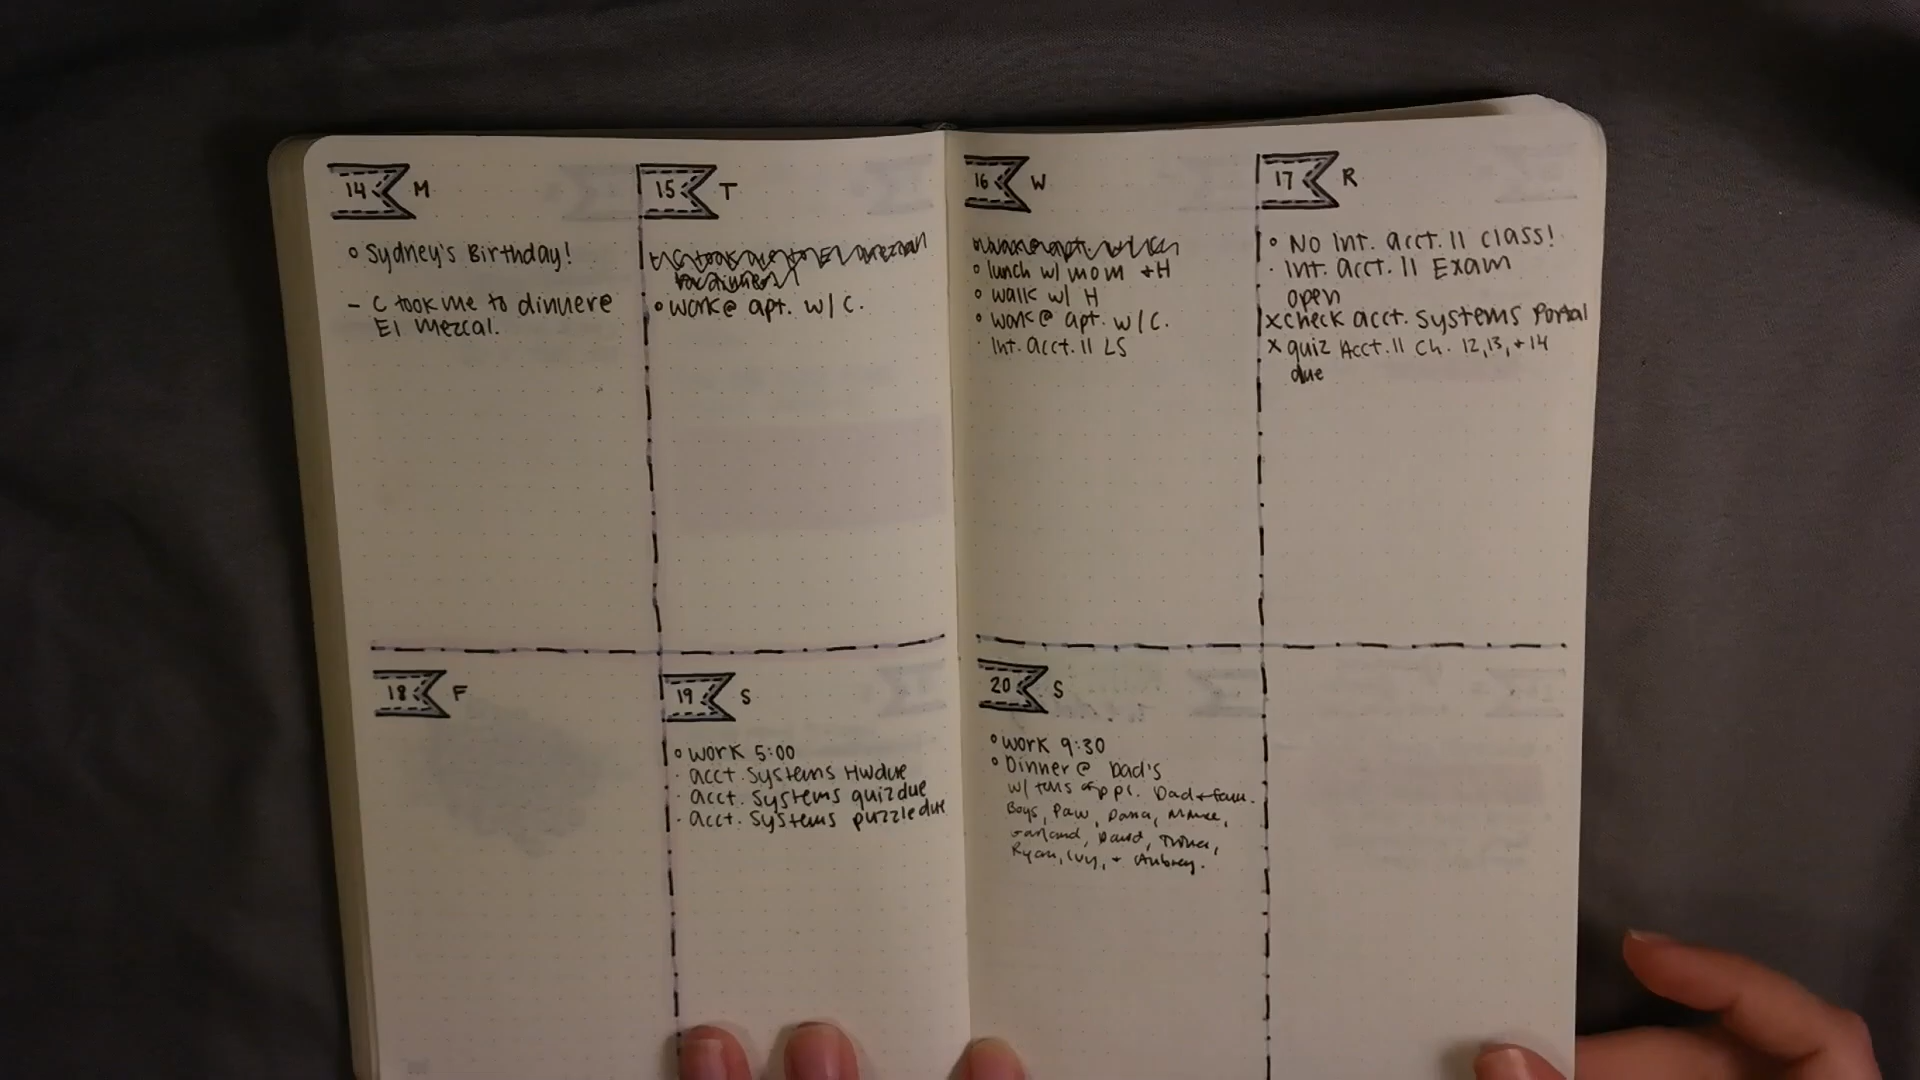 14 M
° Sydney's Birthday!
- C took me to dinnere
El Mezcal.
15 T
° Work @ apt. w/ C.
16 W
° lunch w/ mom + H
° walk w/ H
° work @ apt. w/ C.
· Int. acct. II LS
17 R
° No Int. acct. II class!
· Int. acct. II Exam
open
x check acct. systems Portal
x quiz Acct. II Ch. 12, 13, + 14
due
18 F
19 S
° work 5:00
· acct. Systems HW due
· acct. Systems quiz due
· acct. Systems puzzle due
20 S
° work 9:30
° Dinner @ Dad's
w/ tons of ppl. Dad + fam.
Boys, Paw, Dana,
Garland, David,
Ryan, Ivy, + Aubrey.